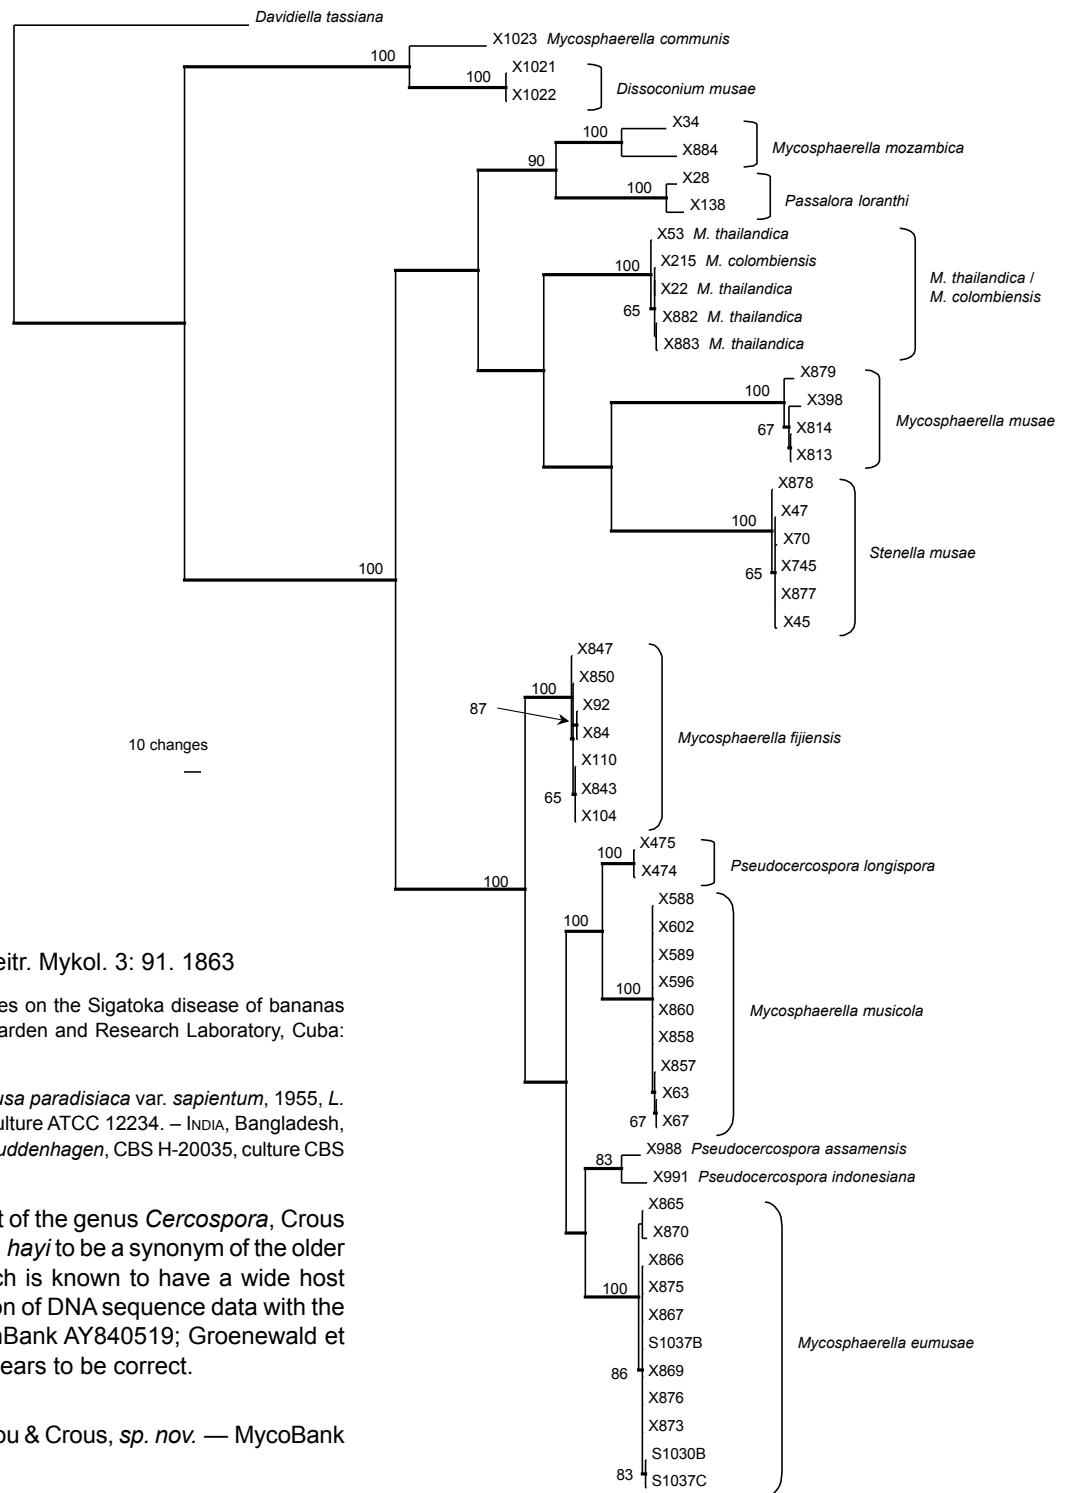 Davidiella tassiana
X1023 Mycosphaerella communis
100
X1021
100
X1022
Dissoconium musae
X34
100
X884
Mycosphaerella mozambica
90
X28
100
X138
Passalora loranthi
X53 M. thailandica
X215 M. colombiensis
100
X22 M. thailandica
65
X882 M. thailandica
X883 M. thailandica
M. thailandica /
M. colombiensis
X879
100
X398
67
X814
X813
Mycosphaerella musae
X878
X47
100
X70
X745
65
X877
X45
Stenella musae
100
X847
X850
100
87
X92
X84
X110
X843
65
X104
Mycosphaerella fijiensis
10 changes
100
X475
100
X474
Pseudocercospora longispora
100
X588
X602
X589
X596
100
X860
X858
X857
X63
67
X67
Mycosphaerella musicola
X988 Pseudocercospora assamensis
83
X991 Pseudocercospora indonesiana
X865
X870
X866
X875
100
X867
S1037B
86
X869
X876
X873
S1030B
83
S1037C
Mycosphaerella eumusae
eitr. Mykol. 3: 91. 1863
es on the Sigatoka disease of bananas
arden and Research Laboratory, Cuba:
usa paradisiaca var. sapientum, 1955, L.
ulture ATCC 12234. – INDIA, Bangladesh,
uddenhagen, CBS H-20035, culture CBS
t of the genus Cercospora, Crous
hayi to be a synonym of the older
ch is known to have a wide host
on of DNA sequence data with the
nBank AY840519; Groenewald et
ears to be correct.
ou & Crous, sp. nov. — MycoBank